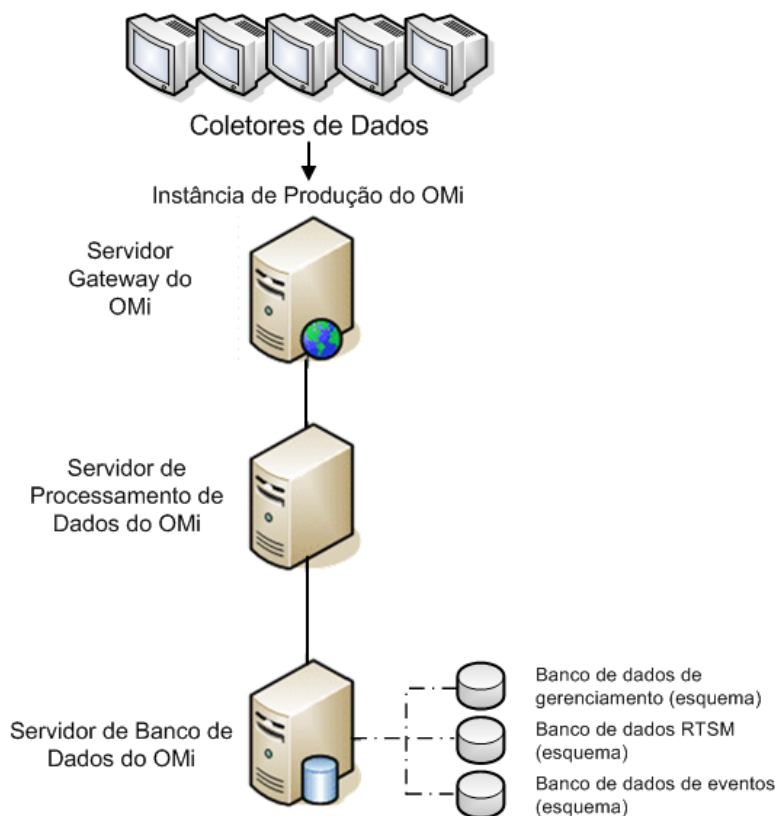 Coletores de Dados
Instância de Produção do OMi
Servidor
Gateway do
OMi
Servidor de
Processamento de
Dados do OMi
Servidor de Banco de
Dados do OMi
Banco de dados de
gerenciamento (esquema)
Banco de dados RTSM
(esquema)
Banco de dados de eventos
(esquema)